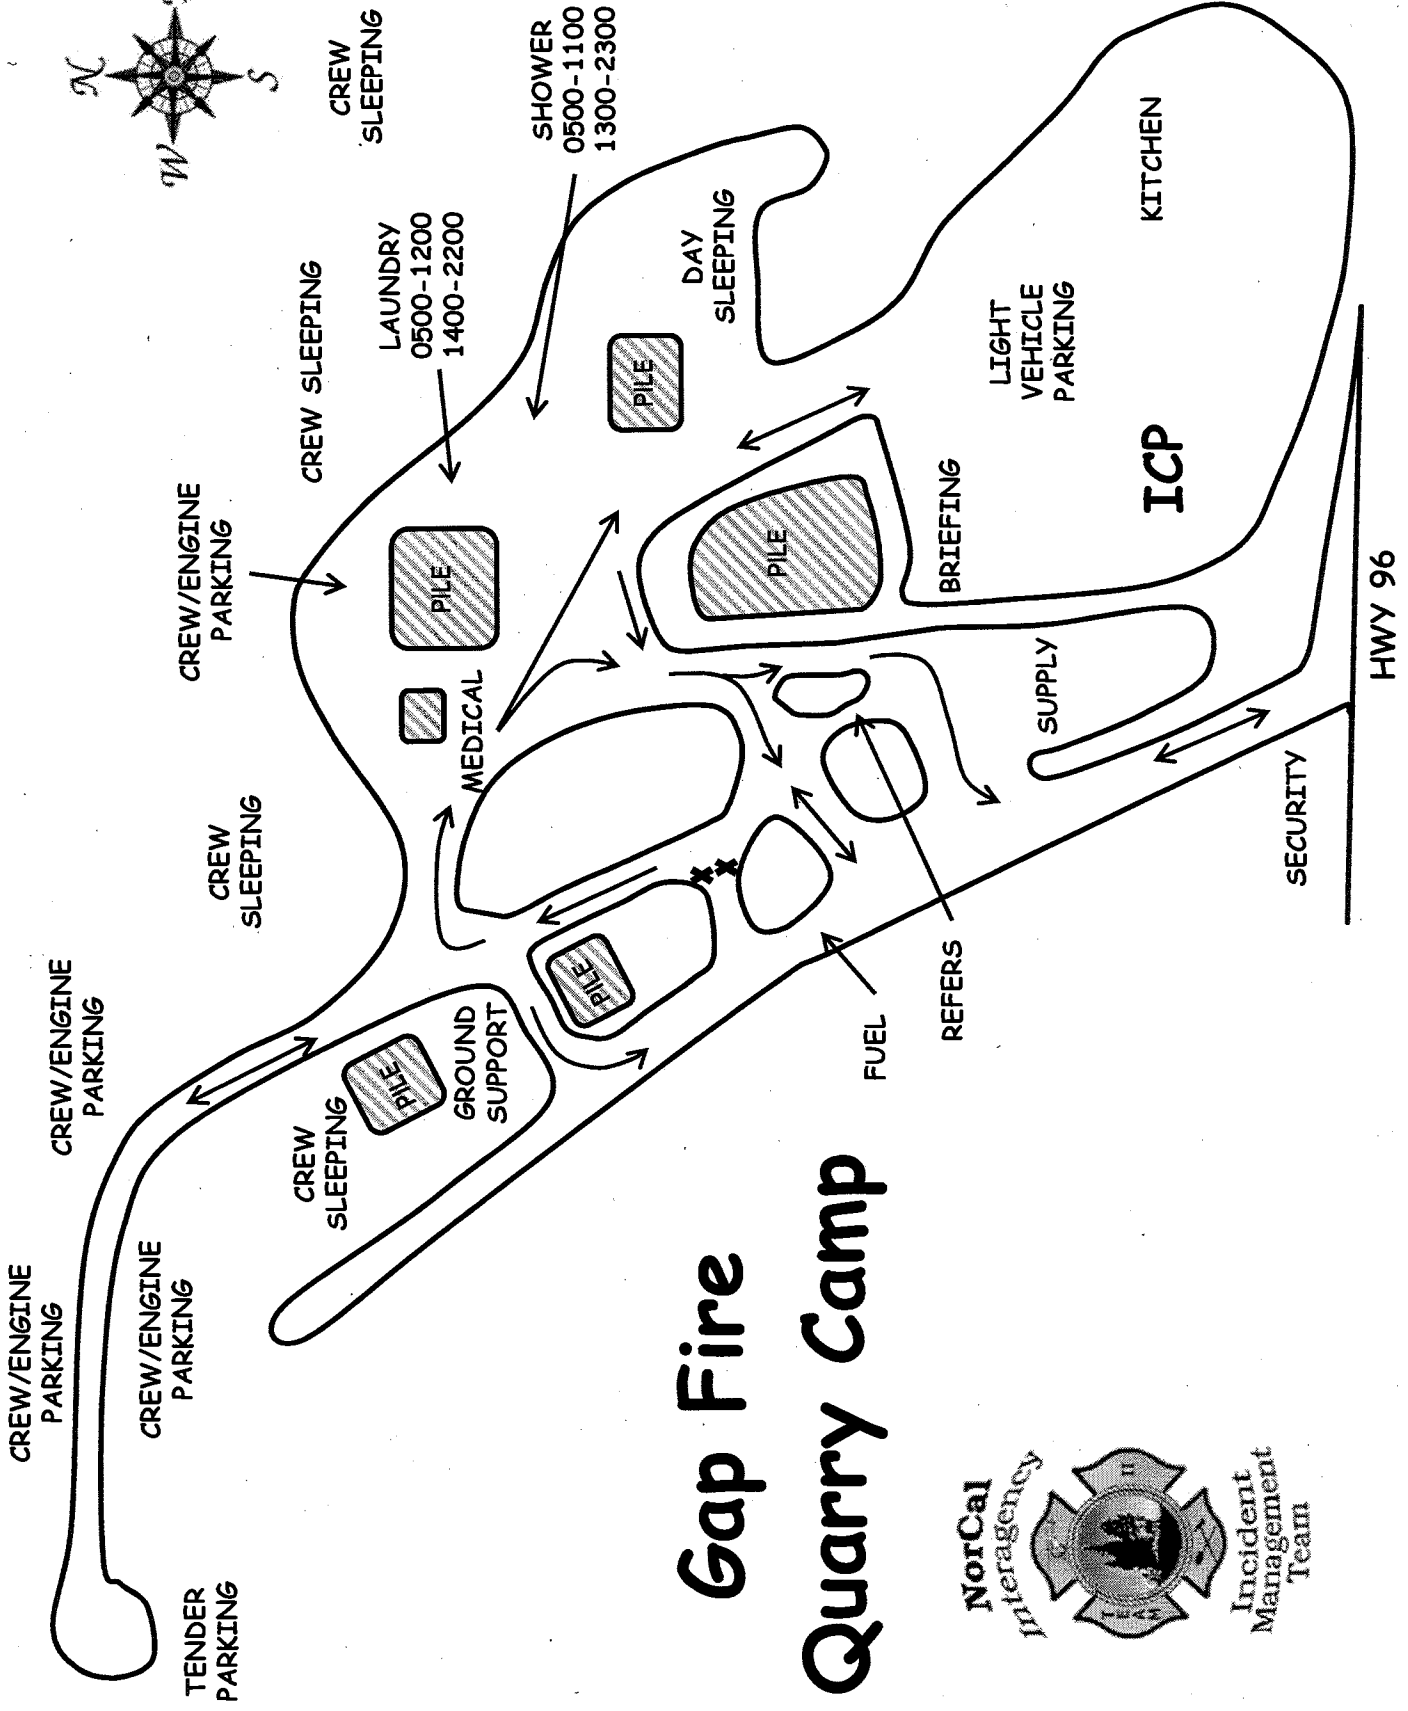 N
W
S
CREW
SLEEPING
SHOWER
0500-1100
1300-2300
CREW SLEEPING
LAUNDRY
0500-1200
1400-2200
DAY
SLEEPING
KITCHEN
LIGHT
VEHICLE
PARKING
ICP
CREW/ENGINE
PARKING
PILE
PILE
PILE
BRIEFING
MEDICAL
SUPPLY
HWY 96
SECURITY
CREW
SLEEPING
CREW/ENGINE
PARKING
PILE
GROUND
SUPPORT
PILE
CREW
SLEEPING
FUEL
REFERS
CREW/ENGINE
PARKING
CREW/ENGINE
PARKING
TENDER
PARKING
Gap Fire
Quarry Camp
NorCal
Interagency
TEAM
II
Incident
Management
Team